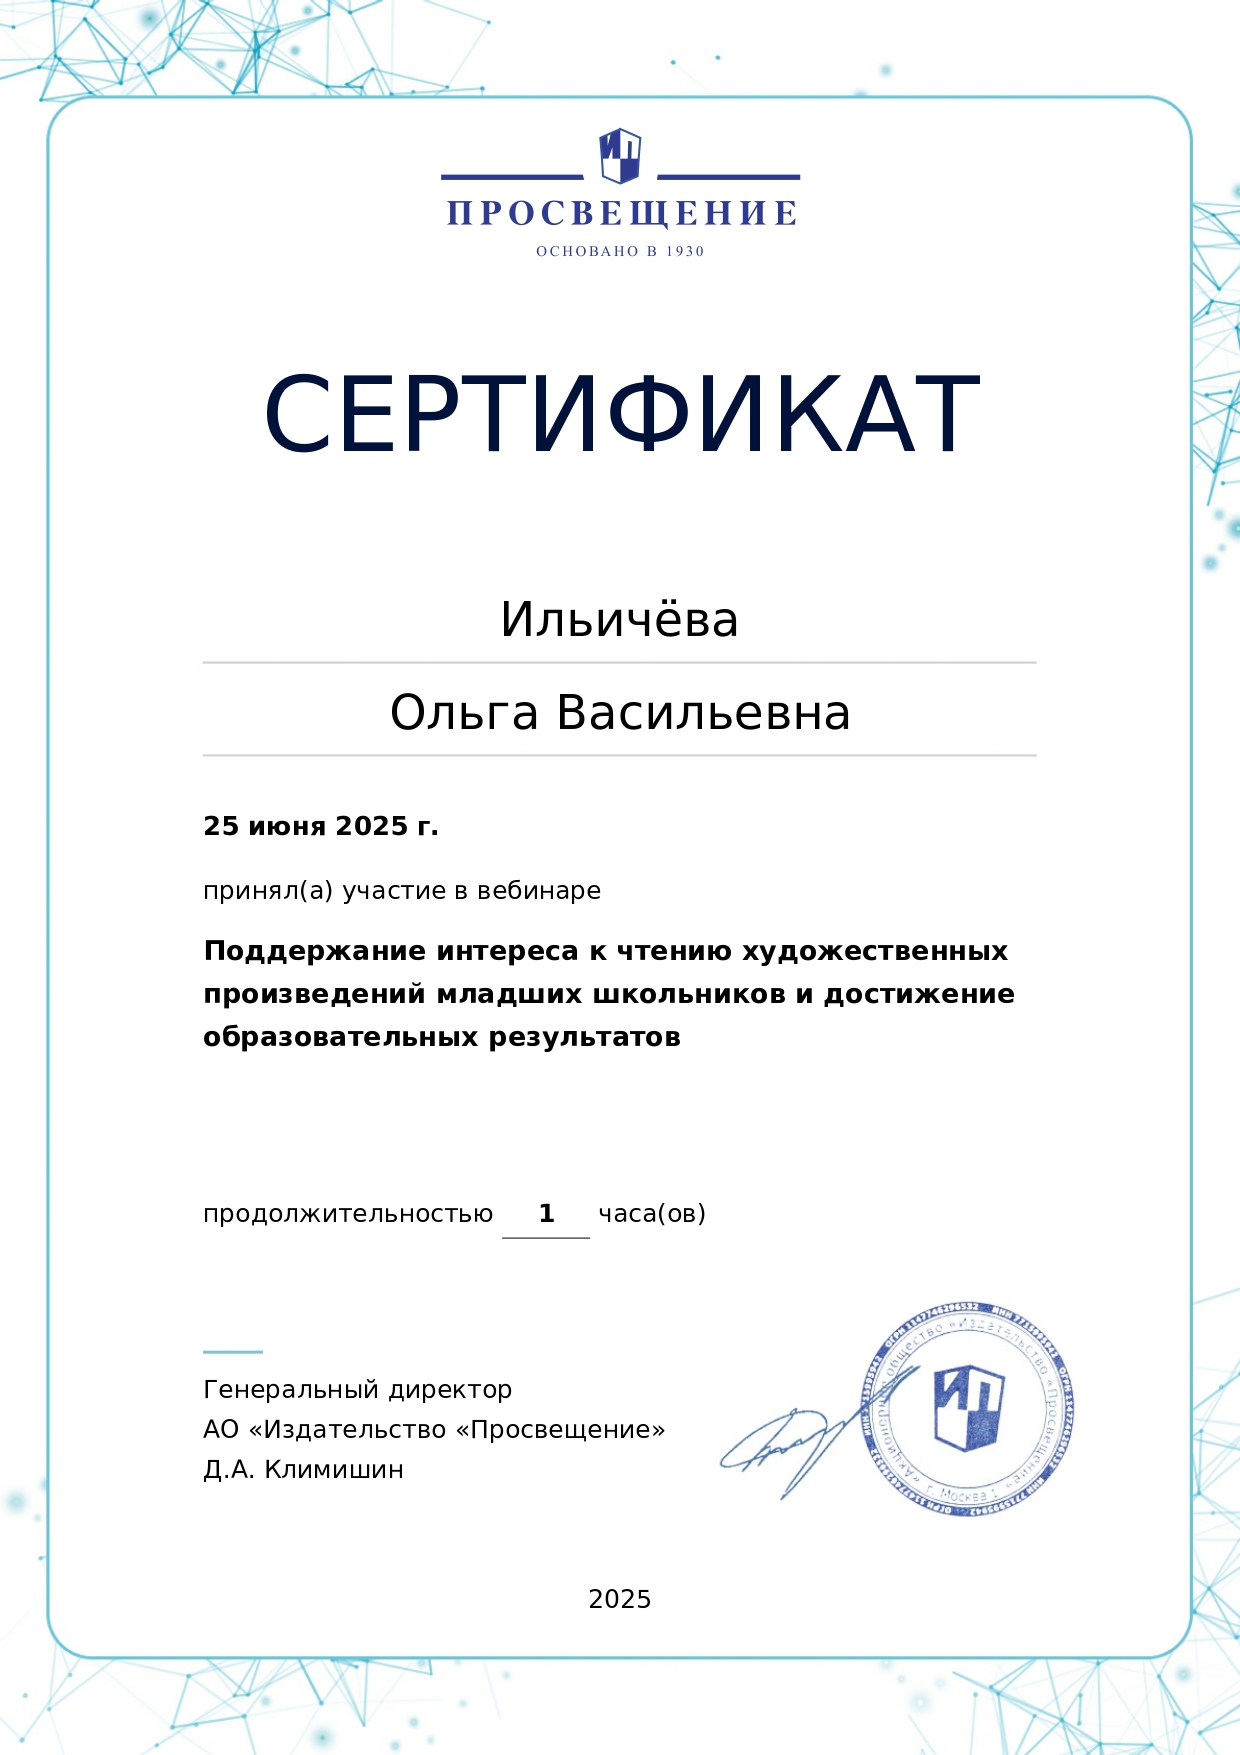 ИП
ПРОСВЕЩЕНИЕ
ОСНОВАНО В 1930
СЕРТИФИКАТ
Ильичёва
Ольга Васильевна
25 июня 2025 г.
принял(а) участие в вебинаре
Поддержание интереса к чтению художественных
произведений младших школьников и достижение
образовательных результатов
продолжительностью 1 часа(ов)
Генеральный директор
АО «Издательство «Просвещение»
Д.А. Климишин
«Акционерное общество «Издательство «Просвещение»
г. Москва
ИП
2025